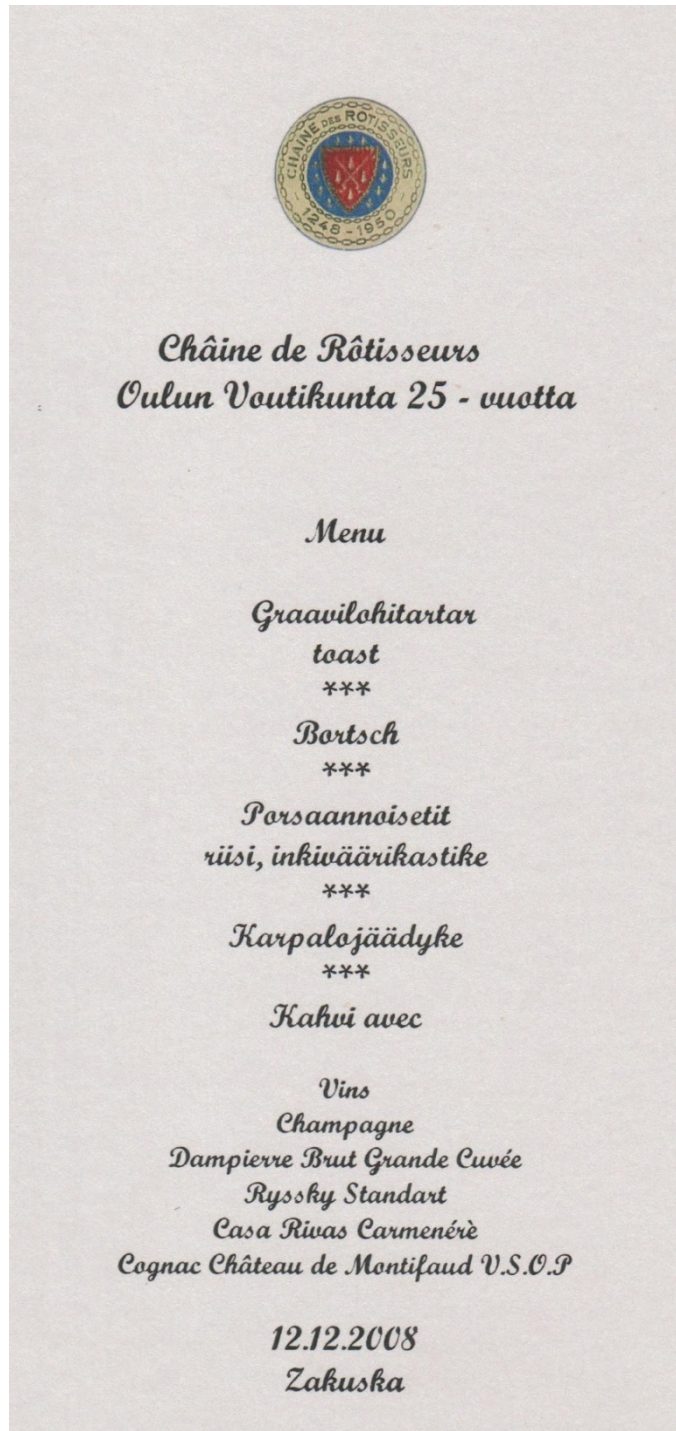 CHAINE DES ROTISSEURS
1248 - 1950
Châine de Rôtisseurs
Oulun Voutikunta 25 - vuotta
Menu
Graavilohitartar
toast
***
Bortsch
***
Porsaannoisetit
riisi, inkiväärikastike
***
Karpalojäädyke
***
Kahvi avec
Vins
Champagne
Dampierre Brut Grande Cuvée
Ryssky Standart
Casa Rivas Carmenérè
Cognac Château de Montifaud V.S.O.P
12.12.2008
Zakuska